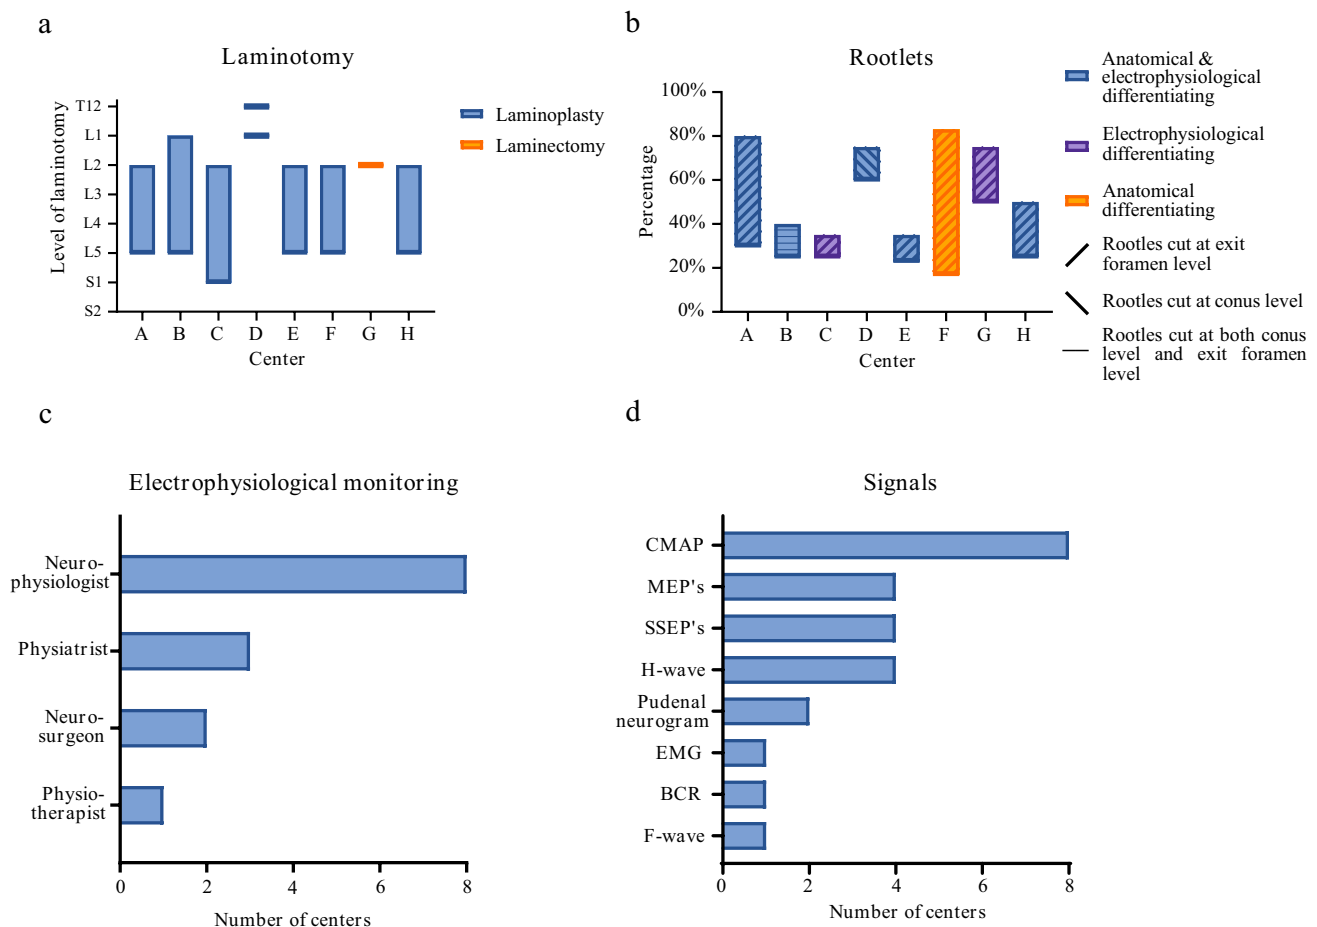 a
Laminotomy
Level of laminotomy
T12
L1
L2
L3
L4
L5
S1
S2
A B C D E F G H
Center
Laminoplasty
Laminectomy
b
Rootlets
Percentage
100%
80%
60%
40%
20%
0%
A B C D E F G H
Center
Anatomical &
electrophysiological
differentiating
Electrophysiological
differentiating
Anatomical
differentiating
Rootles cut at exit
foramen level
Rootles cut at conus level
Rootles cut at both conus
level and exit foramen
level
c
Electrophysiological monitoring
Neuro-
physiologist
Physiatrist
Neuro-
surgeon
Physio-
therapist
0 2 4 6 8
Number of centers
d
Signals
CMAP
MEP's
SSEP's
H-wave
Pudenal
neurogram
EMG
BCR
F-wave
0 2 4 6 8
Number of centers